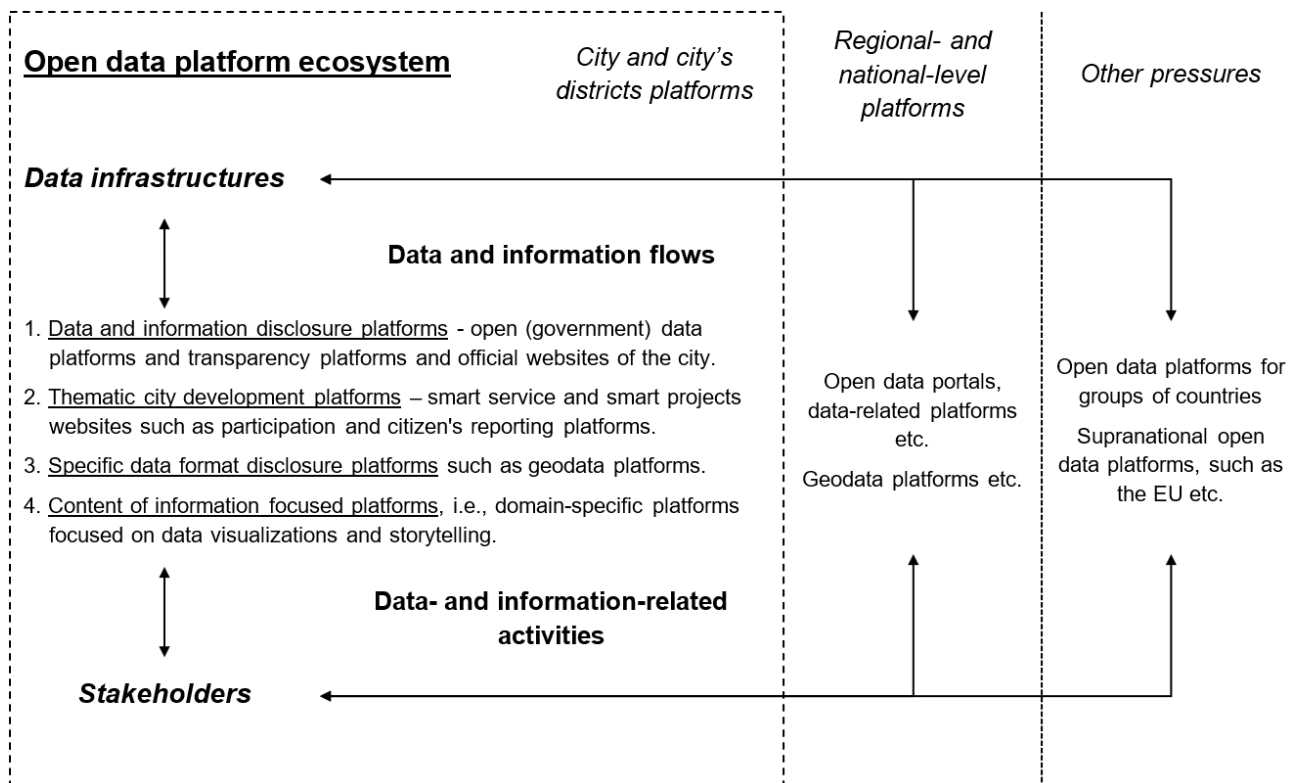 Open data platform ecosystem
City and city's
districts platforms
Regional- and
national-level
platforms
Other pressures
Data infrastructures
Data and information flows
1. Data and information disclosure platforms - open (government) data
platforms and transparency platforms and official websites of the city.
2. Thematic city development platforms – smart service and smart projects
websites such as participation and citizen's reporting platforms.
3. Specific data format disclosure platforms such as geodata platforms.
4. Content of information focused platforms, i.e., domain-specific platforms
focused on data visualizations and storytelling.
Open data portals,
data-related platforms
etc.
Geodata platforms etc.
Open data platforms for
groups of countries
Supranational open
data platforms, such as
the EU etc.
Data- and information-related
activities
Stakeholders